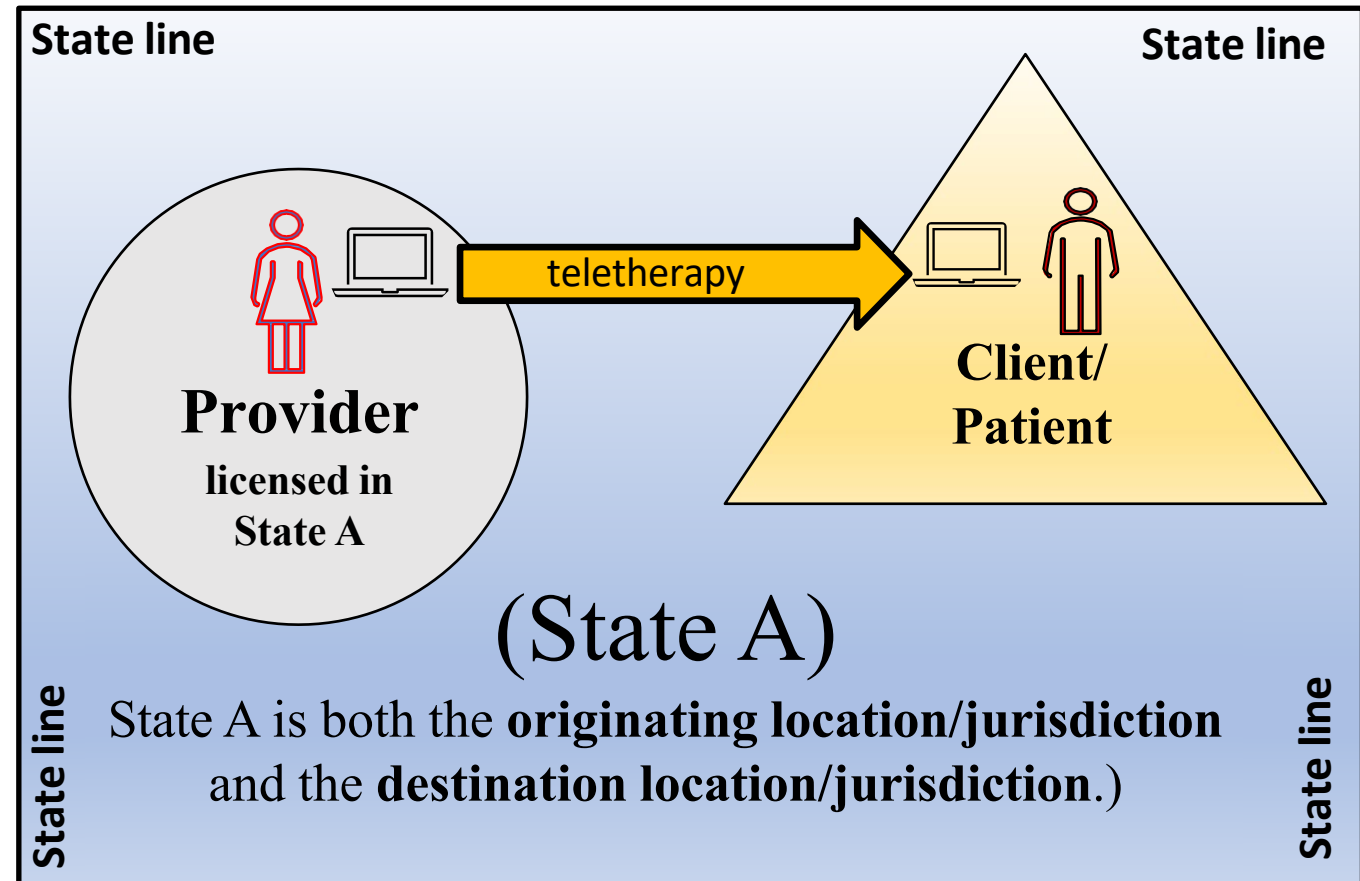 State line
State line
teletherapy
Provider
licensed in
State A
Client/
Patient
(State A)
State A is both the originating location/jurisdiction
and the destination location/jurisdiction.)
State line
State line